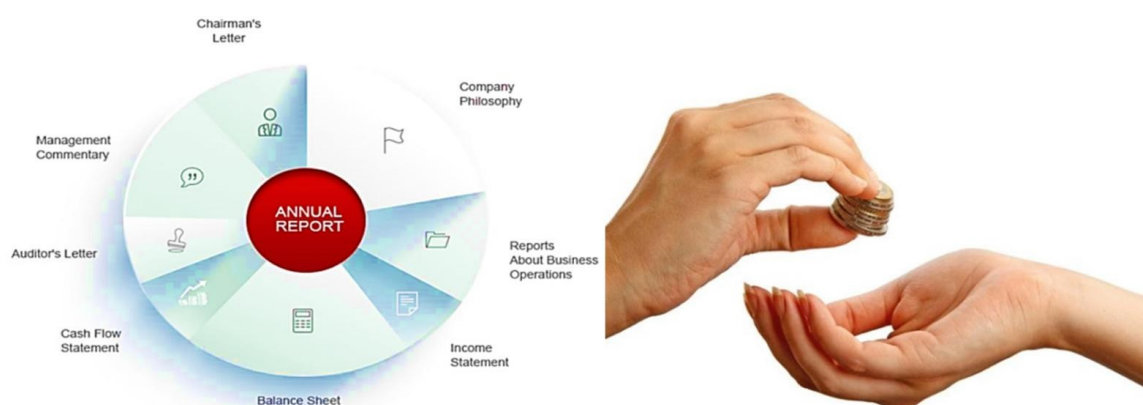 Chairman's
Letter
Company
Philosophy
Management
Commentary
ANNUAL
REPORT
Auditor's Letter
Reports
About Business
Operations
Cash Flow
Statement
Income
Statement
Balance Sheet